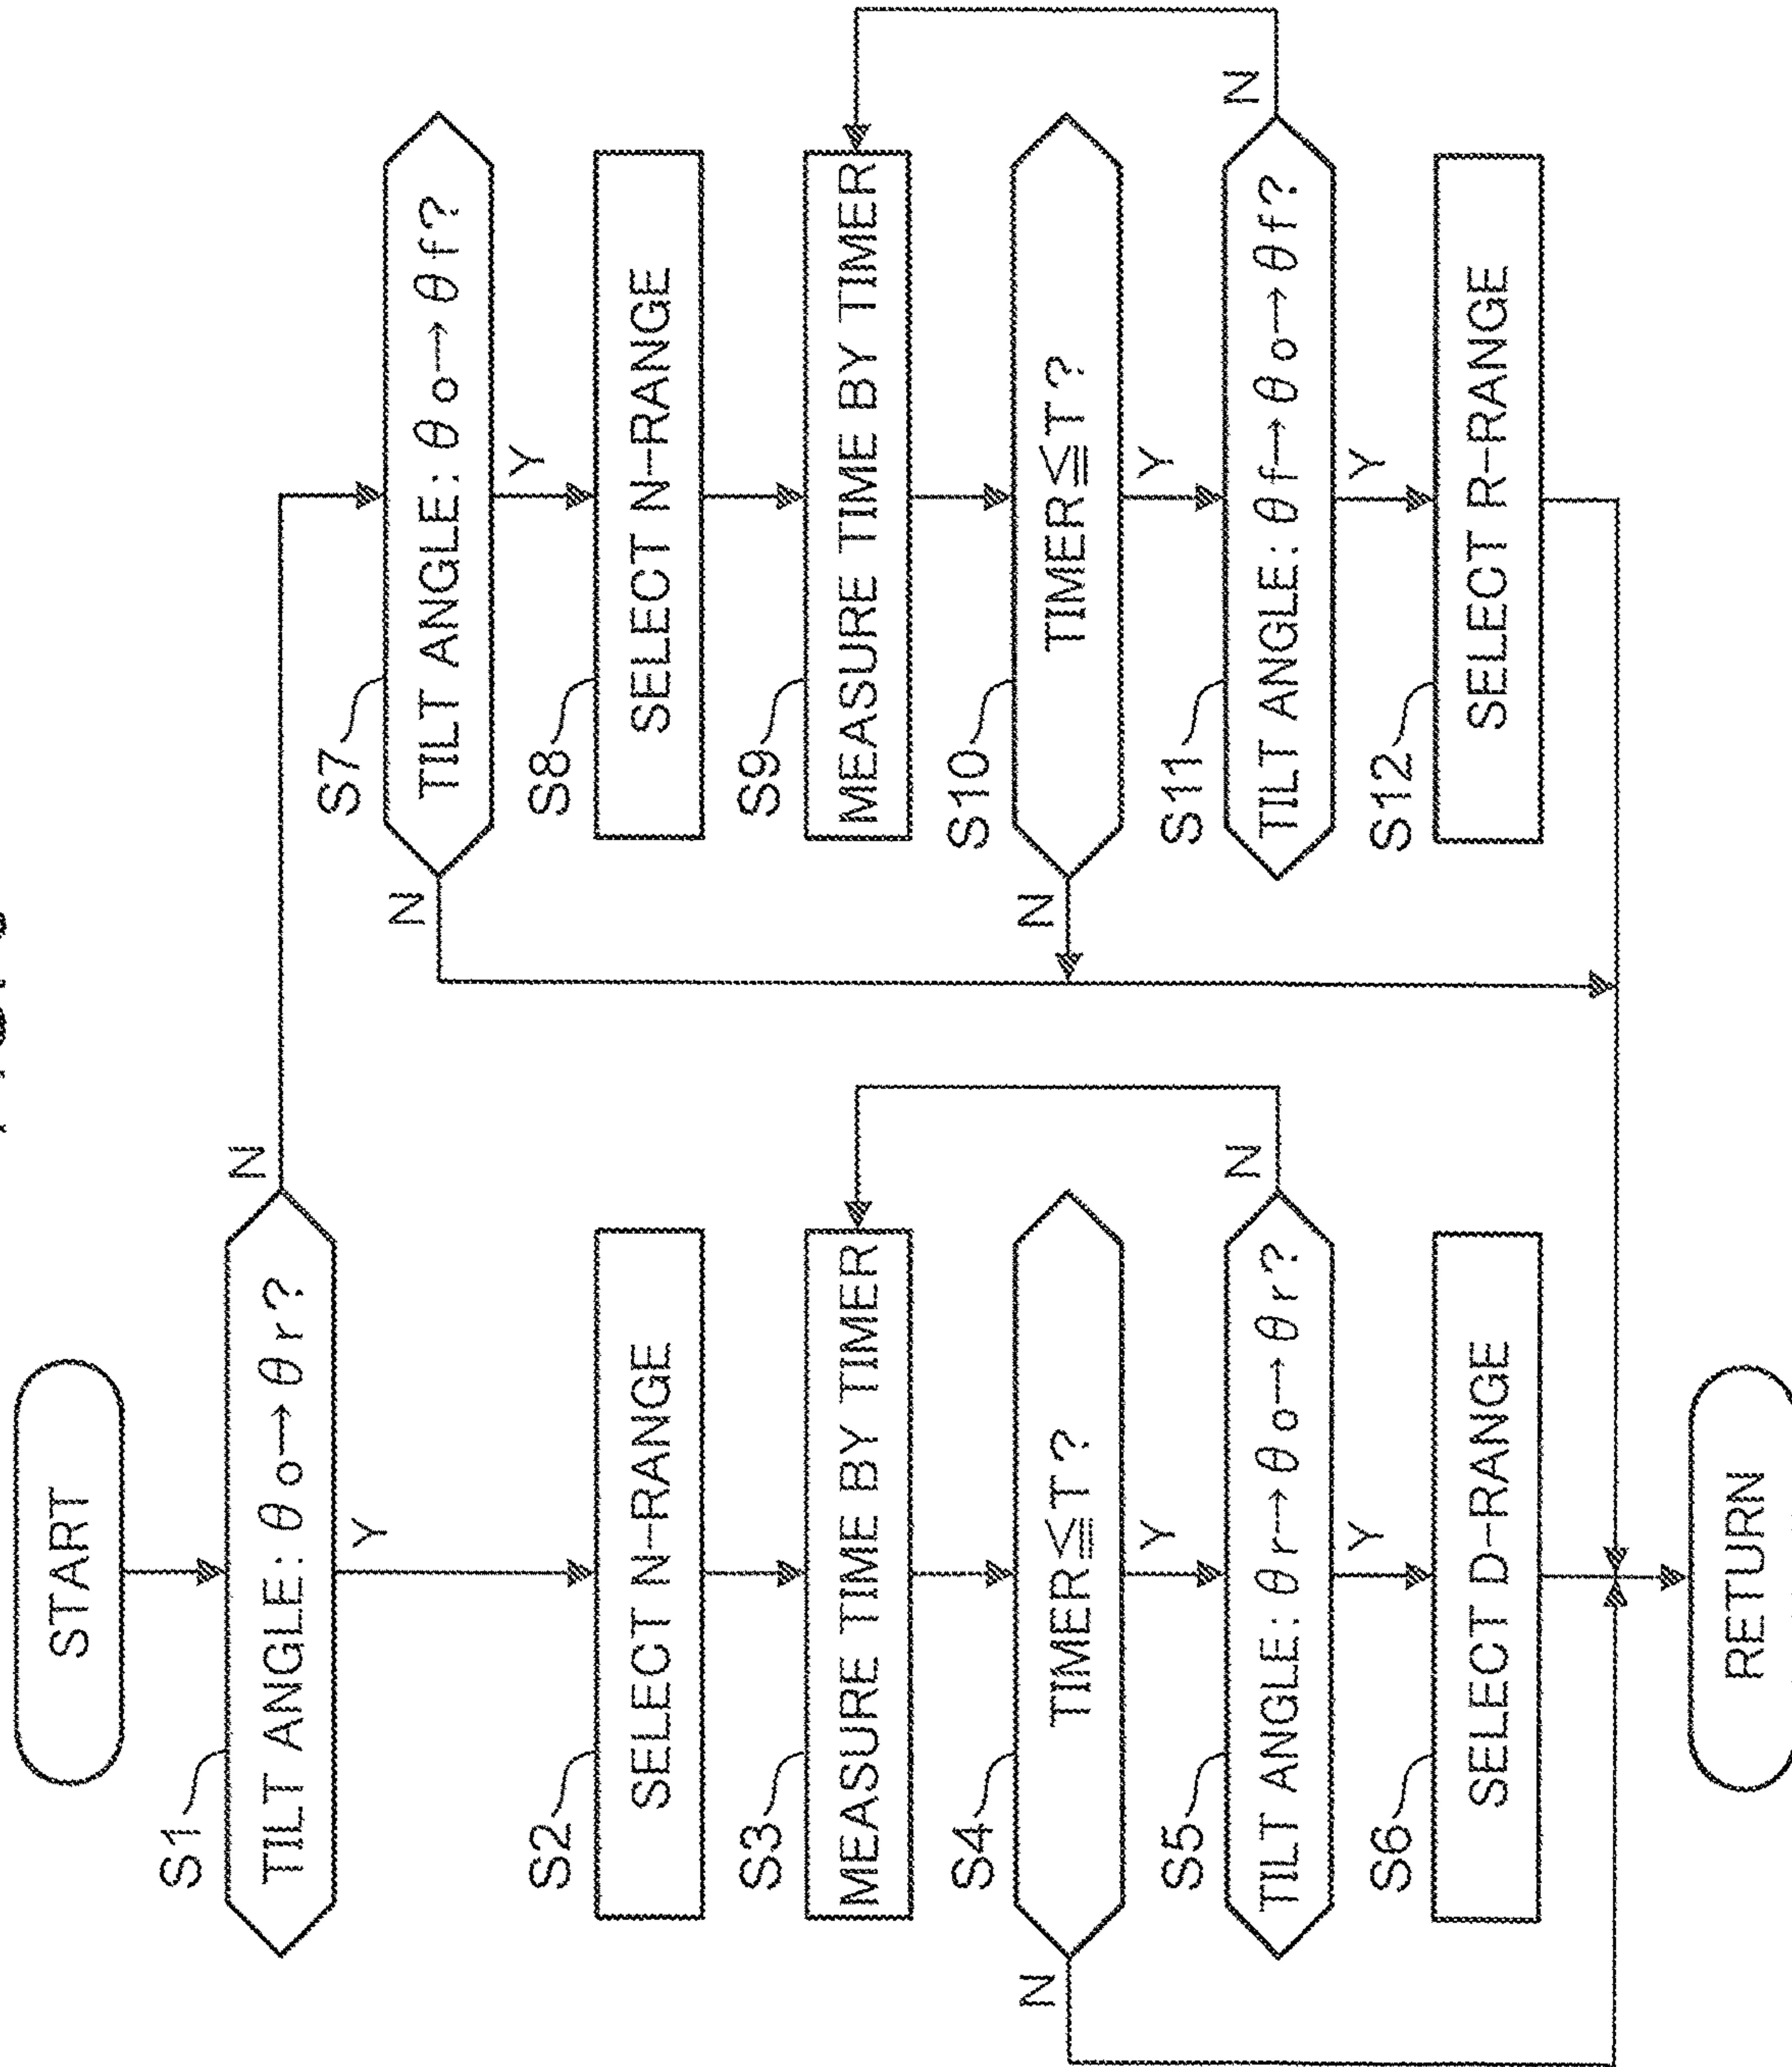 START
S1
TILT ANGLE: θo→θr?
N
Y
S2
SELECT N-RANGE
S3
MEASURE TIME BY TIMER
S4
TIMER≦T?
N
Y
S5
TILT ANGLE: θr→θo→θr?
N
Y
S6
SELECT D-RANGE
S7
TILT ANGLE: θo→θf?
N
Y
S8
SELECT N-RANGE
S9
MEASURE TIME BY TIMER
S10
TIMER≦T?
N
Y
S11
TILT ANGLE: θf→θo→θf?
N
Y
S12
SELECT R-RANGE
RETURN